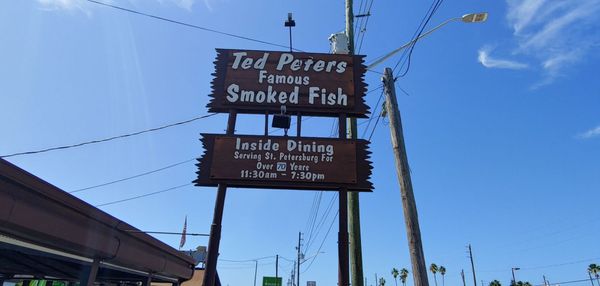 Ted Peters
Famous
Smoked Fish
Inside Dining
Serving St. Petersburg For
Over 70 Years
11:30am - 7:30pm